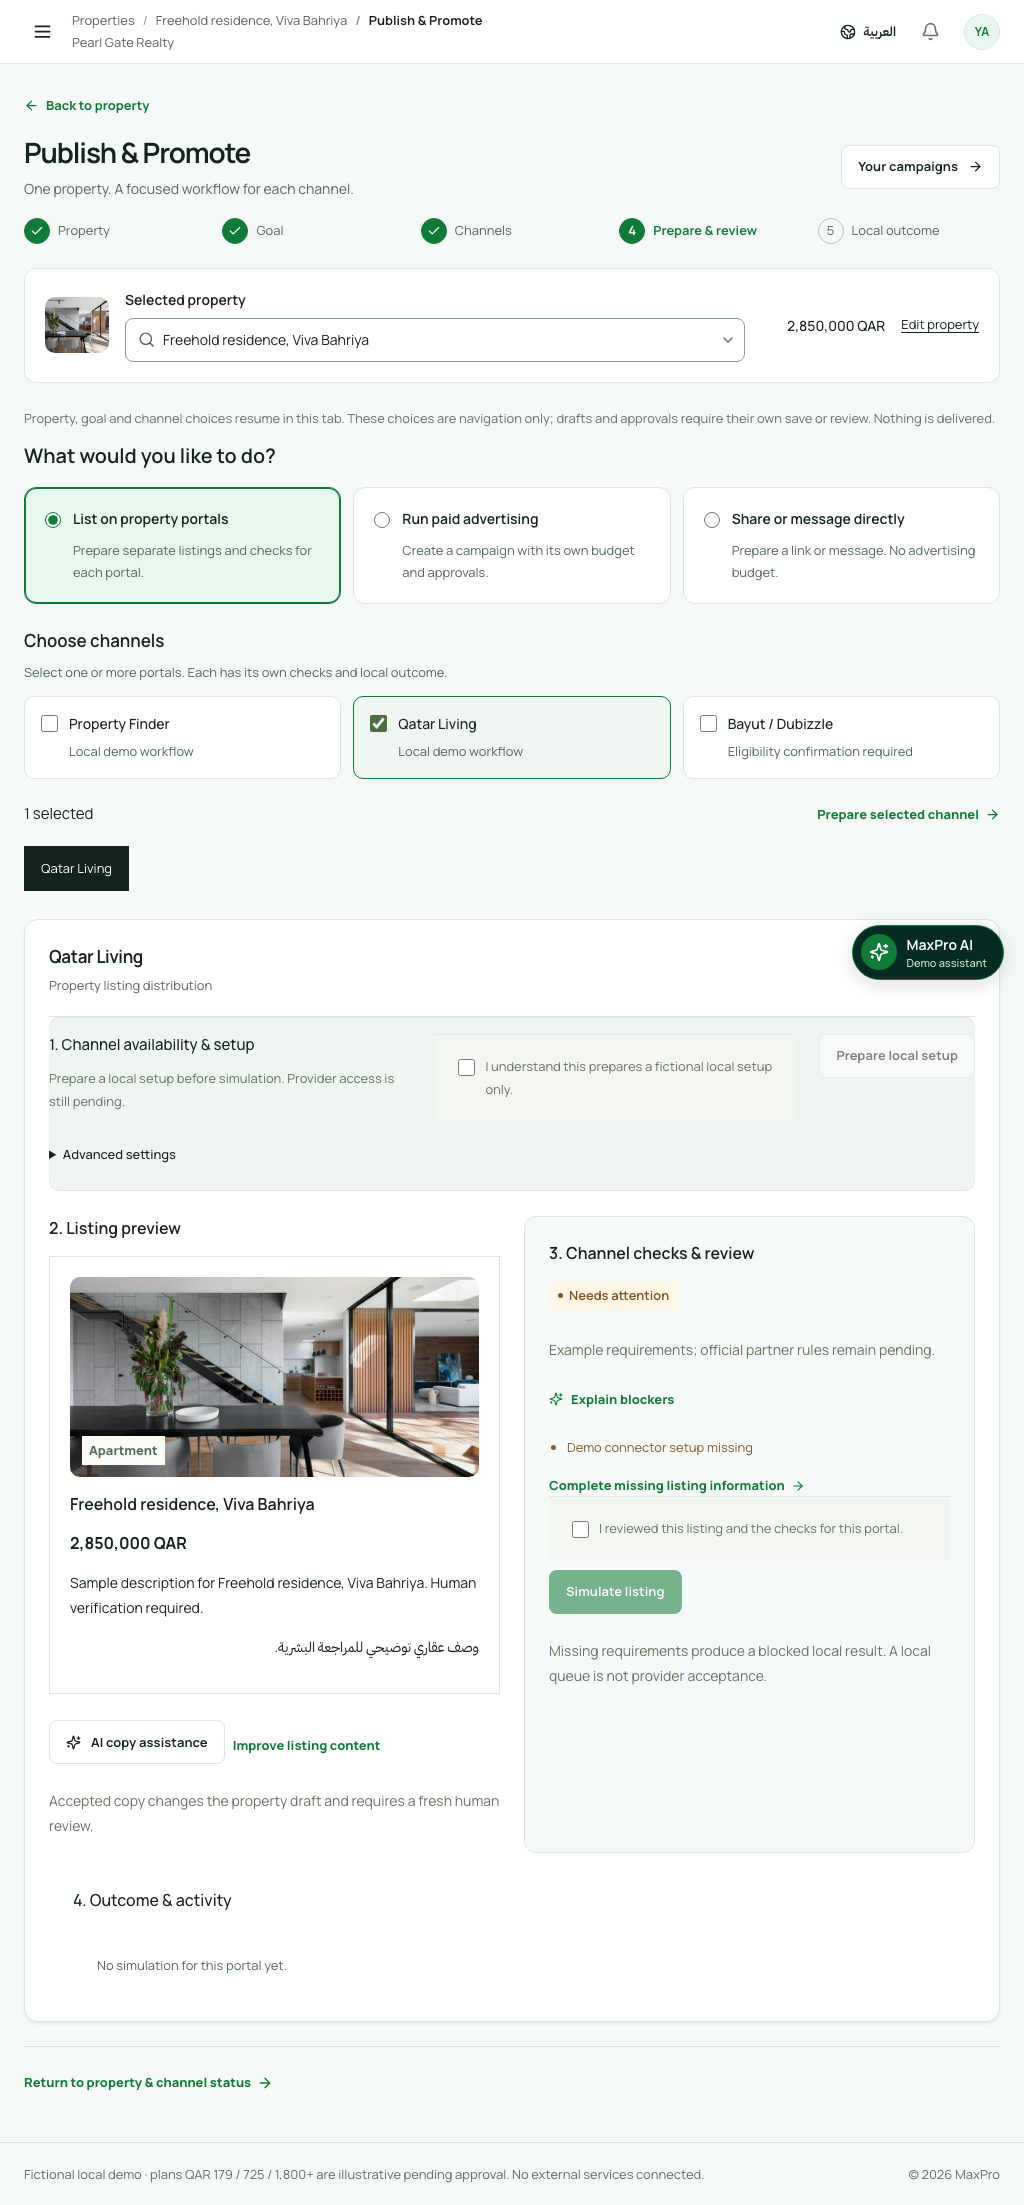 Properties / Freehold residence, Viva Bahriya / Publish & Promote
Pearl Gate Realty
العربية
YA
Back to property
Publish & Promote
One property. A focused workflow for each channel.
Your campaigns
Property
Goal
Channels
4 Prepare & review
5 Local outcome
Selected property
Freehold residence, Viva Bahriya
2,850,000 QAR
Edit property
Property, goal and channel choices resume in this tab. These choices are navigation only; drafts and approvals require their own save or review. Nothing is delivered.
What would you like to do?
List on property portals
Prepare separate listings and checks for
each portal.
Run paid advertising
Create a campaign with its own budget
and approvals.
Share or message directly
Prepare a link or message. No advertising
budget.
Choose channels
Select one or more portals. Each has its own checks and local outcome.
Property Finder
Local demo workflow
Qatar Living
Local demo workflow
Bayut / Dubizzle
Eligibility confirmation required
1 selected
Prepare selected channel
Qatar Living
Qatar Living
Property listing distribution
MaxPro AI
Demo assistant
1. Channel availability & setup
Prepare a local setup before simulation. Provider access is
still pending.
I understand this prepares a fictional local setup
only.
Prepare local setup
Advanced settings
2. Listing preview
Apartment
Freehold residence, Viva Bahriya
2,850,000 QAR
Sample description for Freehold residence, Viva Bahriya. Human
verification required.
وصف عقاري توضيحي للمراجعة البشرية.
AI copy assistance
Improve listing content
Accepted copy changes the property draft and requires a fresh human
review.
3. Channel checks & review
Needs attention
Example requirements; official partner rules remain pending.
Explain blockers
Demo connector setup missing
Complete missing listing information
I reviewed this listing and the checks for this portal.
Simulate listing
Missing requirements produce a blocked local result. A local
queue is not provider acceptance.
4. Outcome & activity
No simulation for this portal yet.
Return to property & channel status
Fictional local demo · plans QAR 179 / 725 / 1,800+ are illustrative pending approval. No external services connected.
© 2026 MaxPro